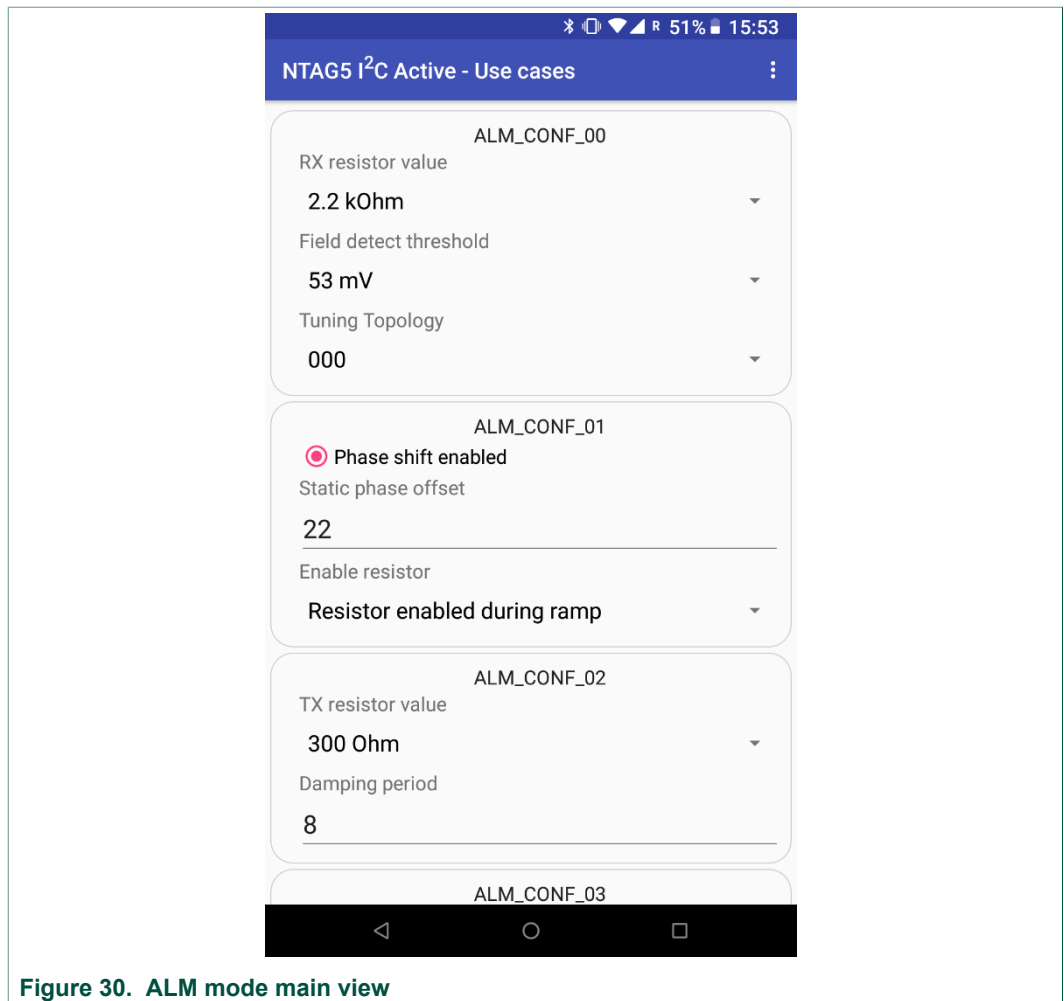 R 51% 15:53
NTAG5 I²C Active - Use cases
ALM_CONF_00
RX resistor value
2.2 kOhm
Field detect threshold
53 mV
Tuning Topology
000
ALM_CONF_01
Phase shift enabled
Static phase offset
22
Enable resistor
Resistor enabled during ramp
ALM_CONF_02
TX resistor value
300 Ohm
Damping period
8
ALM_CONF_03
Figure 30. ALM mode main view